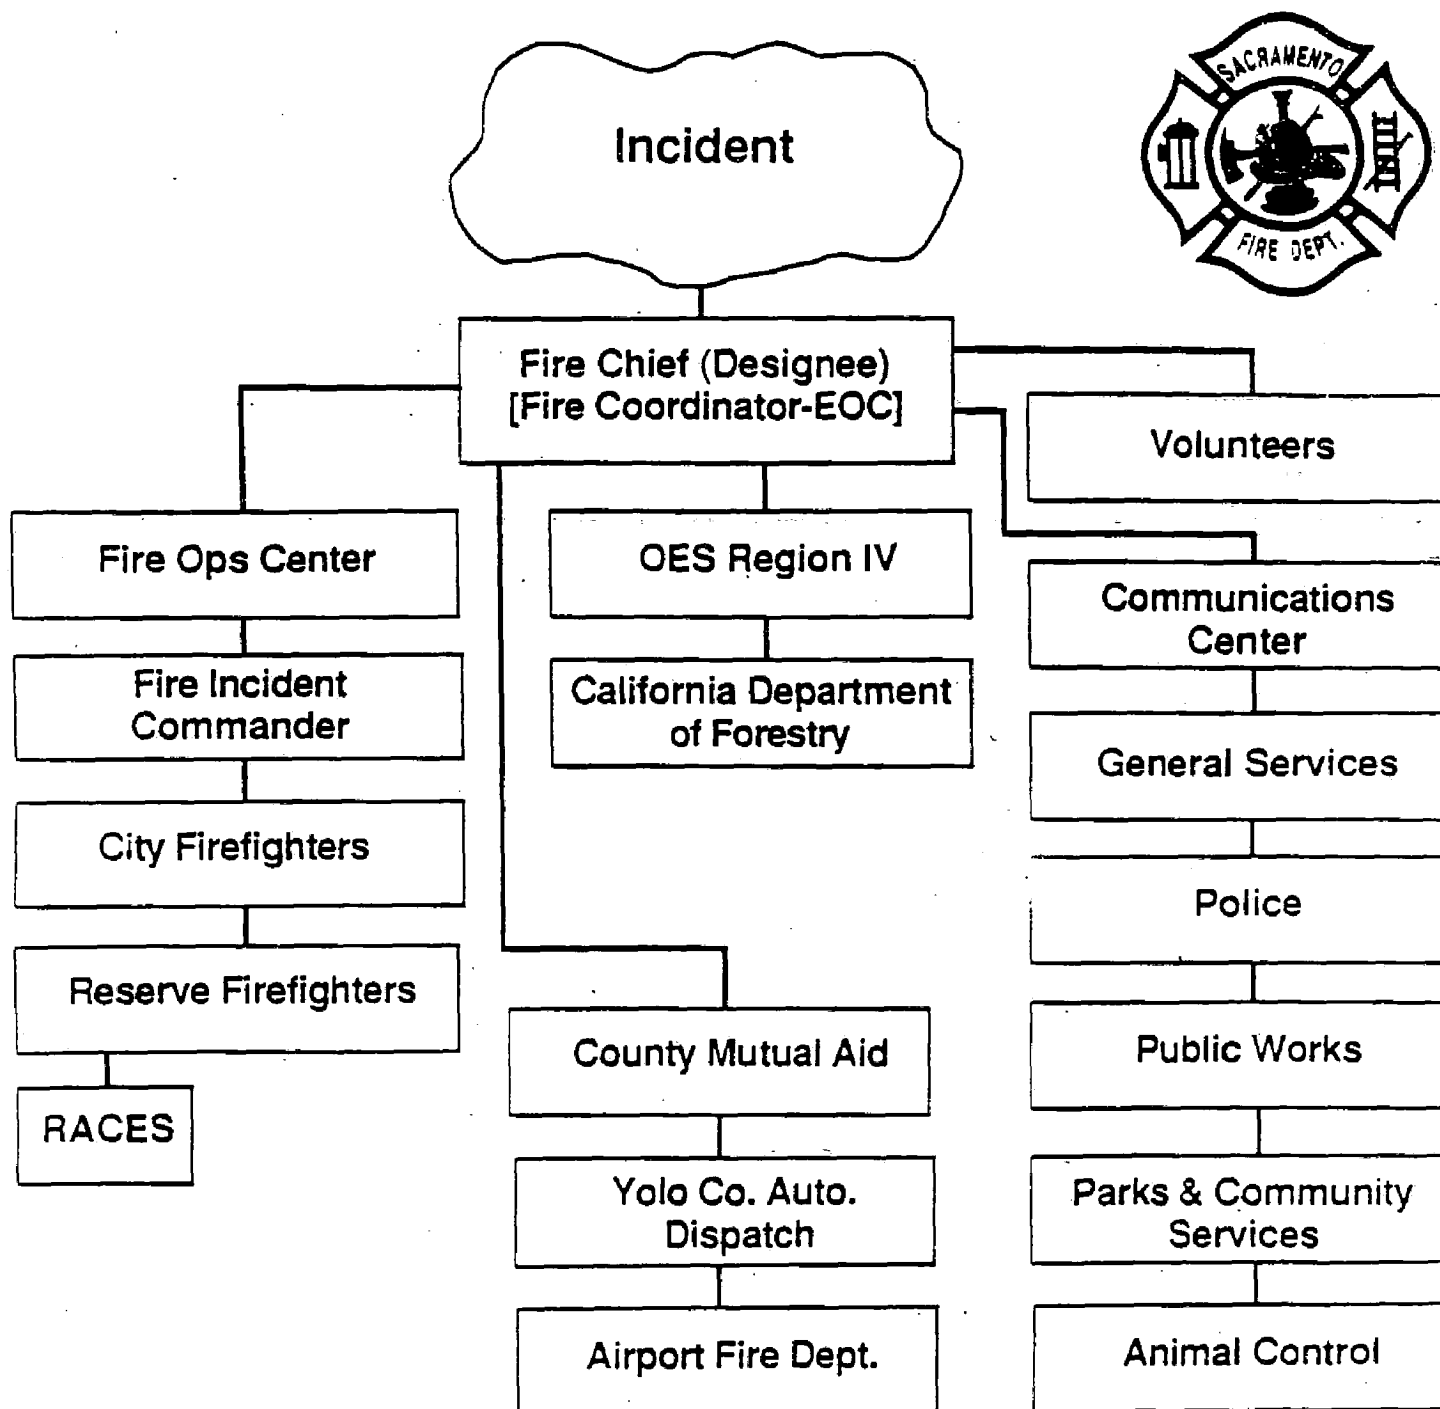 SACRAMENTO
FIRE DEPT.
Incident
Fire Chief (Designee)
[Fire Coordinator-EOC]
Volunteers
Fire Ops Center
OES Region IV
Communications
Center
Fire Incident
Commander
California Department
of Forestry
General Services
City Firefighters
Police
Reserve Firefighters
County Mutual Aid
Public Works
RACES
Yolo Co. Auto.
Dispatch
Parks & Community
Services
Airport Fire Dept.
Animal Control